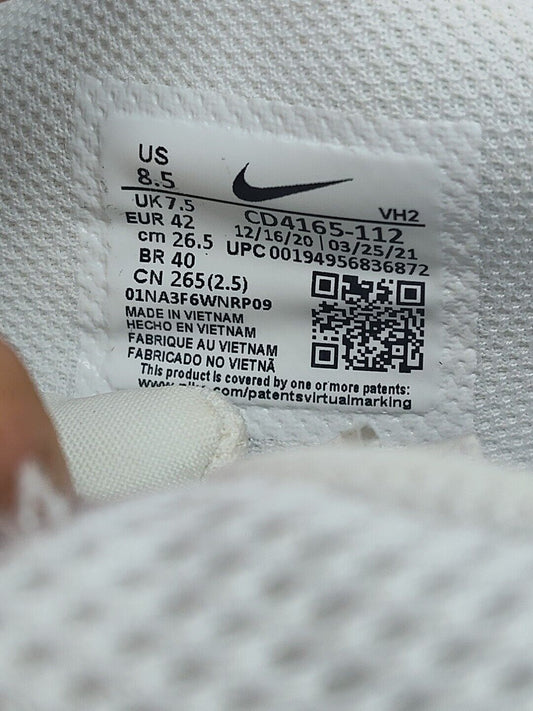 US
8.5
UK 7.5
EUR 42
cm 26.5
BR 40
CN 265(2.5)
VH2
CD4165-112
12/16/20 | 03/25/21
UPC 00194956836872
01NA3F6WNRP09
MADE IN VIETNAM
HECHO EN VIETNAM
FABRIQUE AU VIETNAM
FABRICADO NO VIETNÃ
This product is covered by one or more patents:
com/patentsvirtualmarking